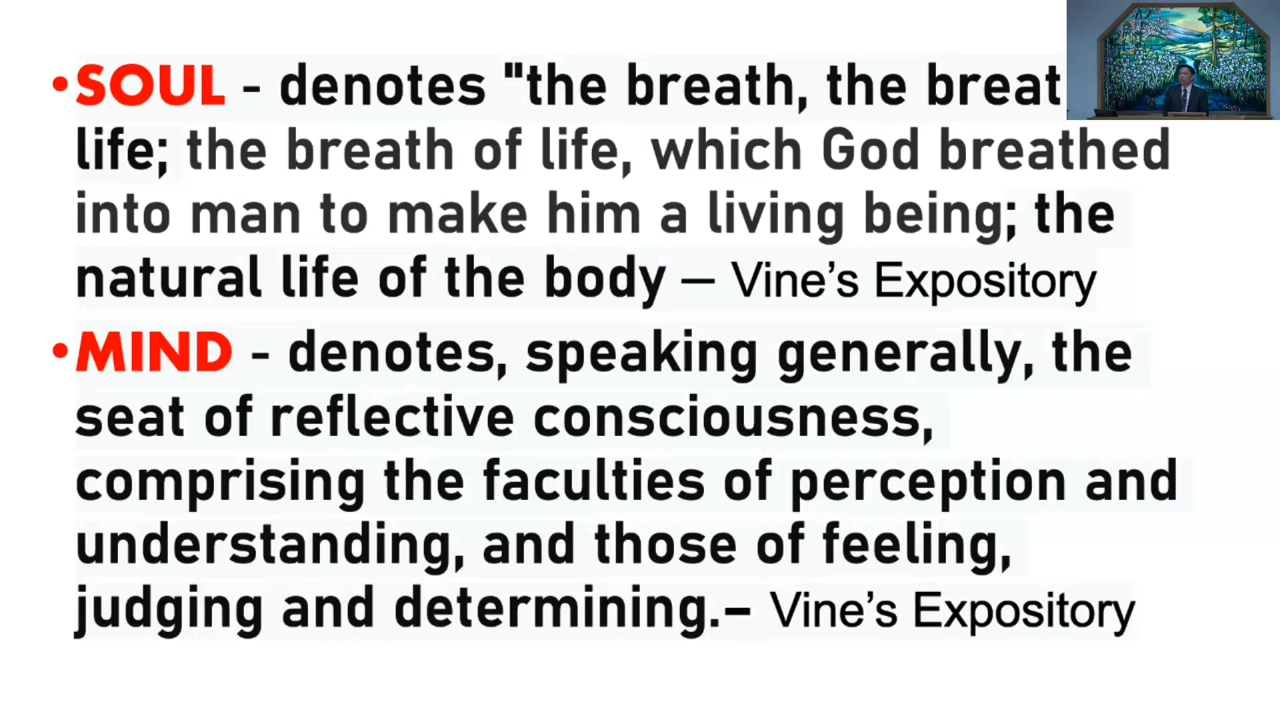 •SOUL - denotes "the breath, the breat
life; the breath of life, which God breathed
into man to make him a living being; the
natural life of the body – Vine’s Expository
•MIND - denotes, speaking generally, the
seat of reflective consciousness,
comprising the faculties of perception and
understanding, and those of feeling,
judging and determining.– Vine’s Expository